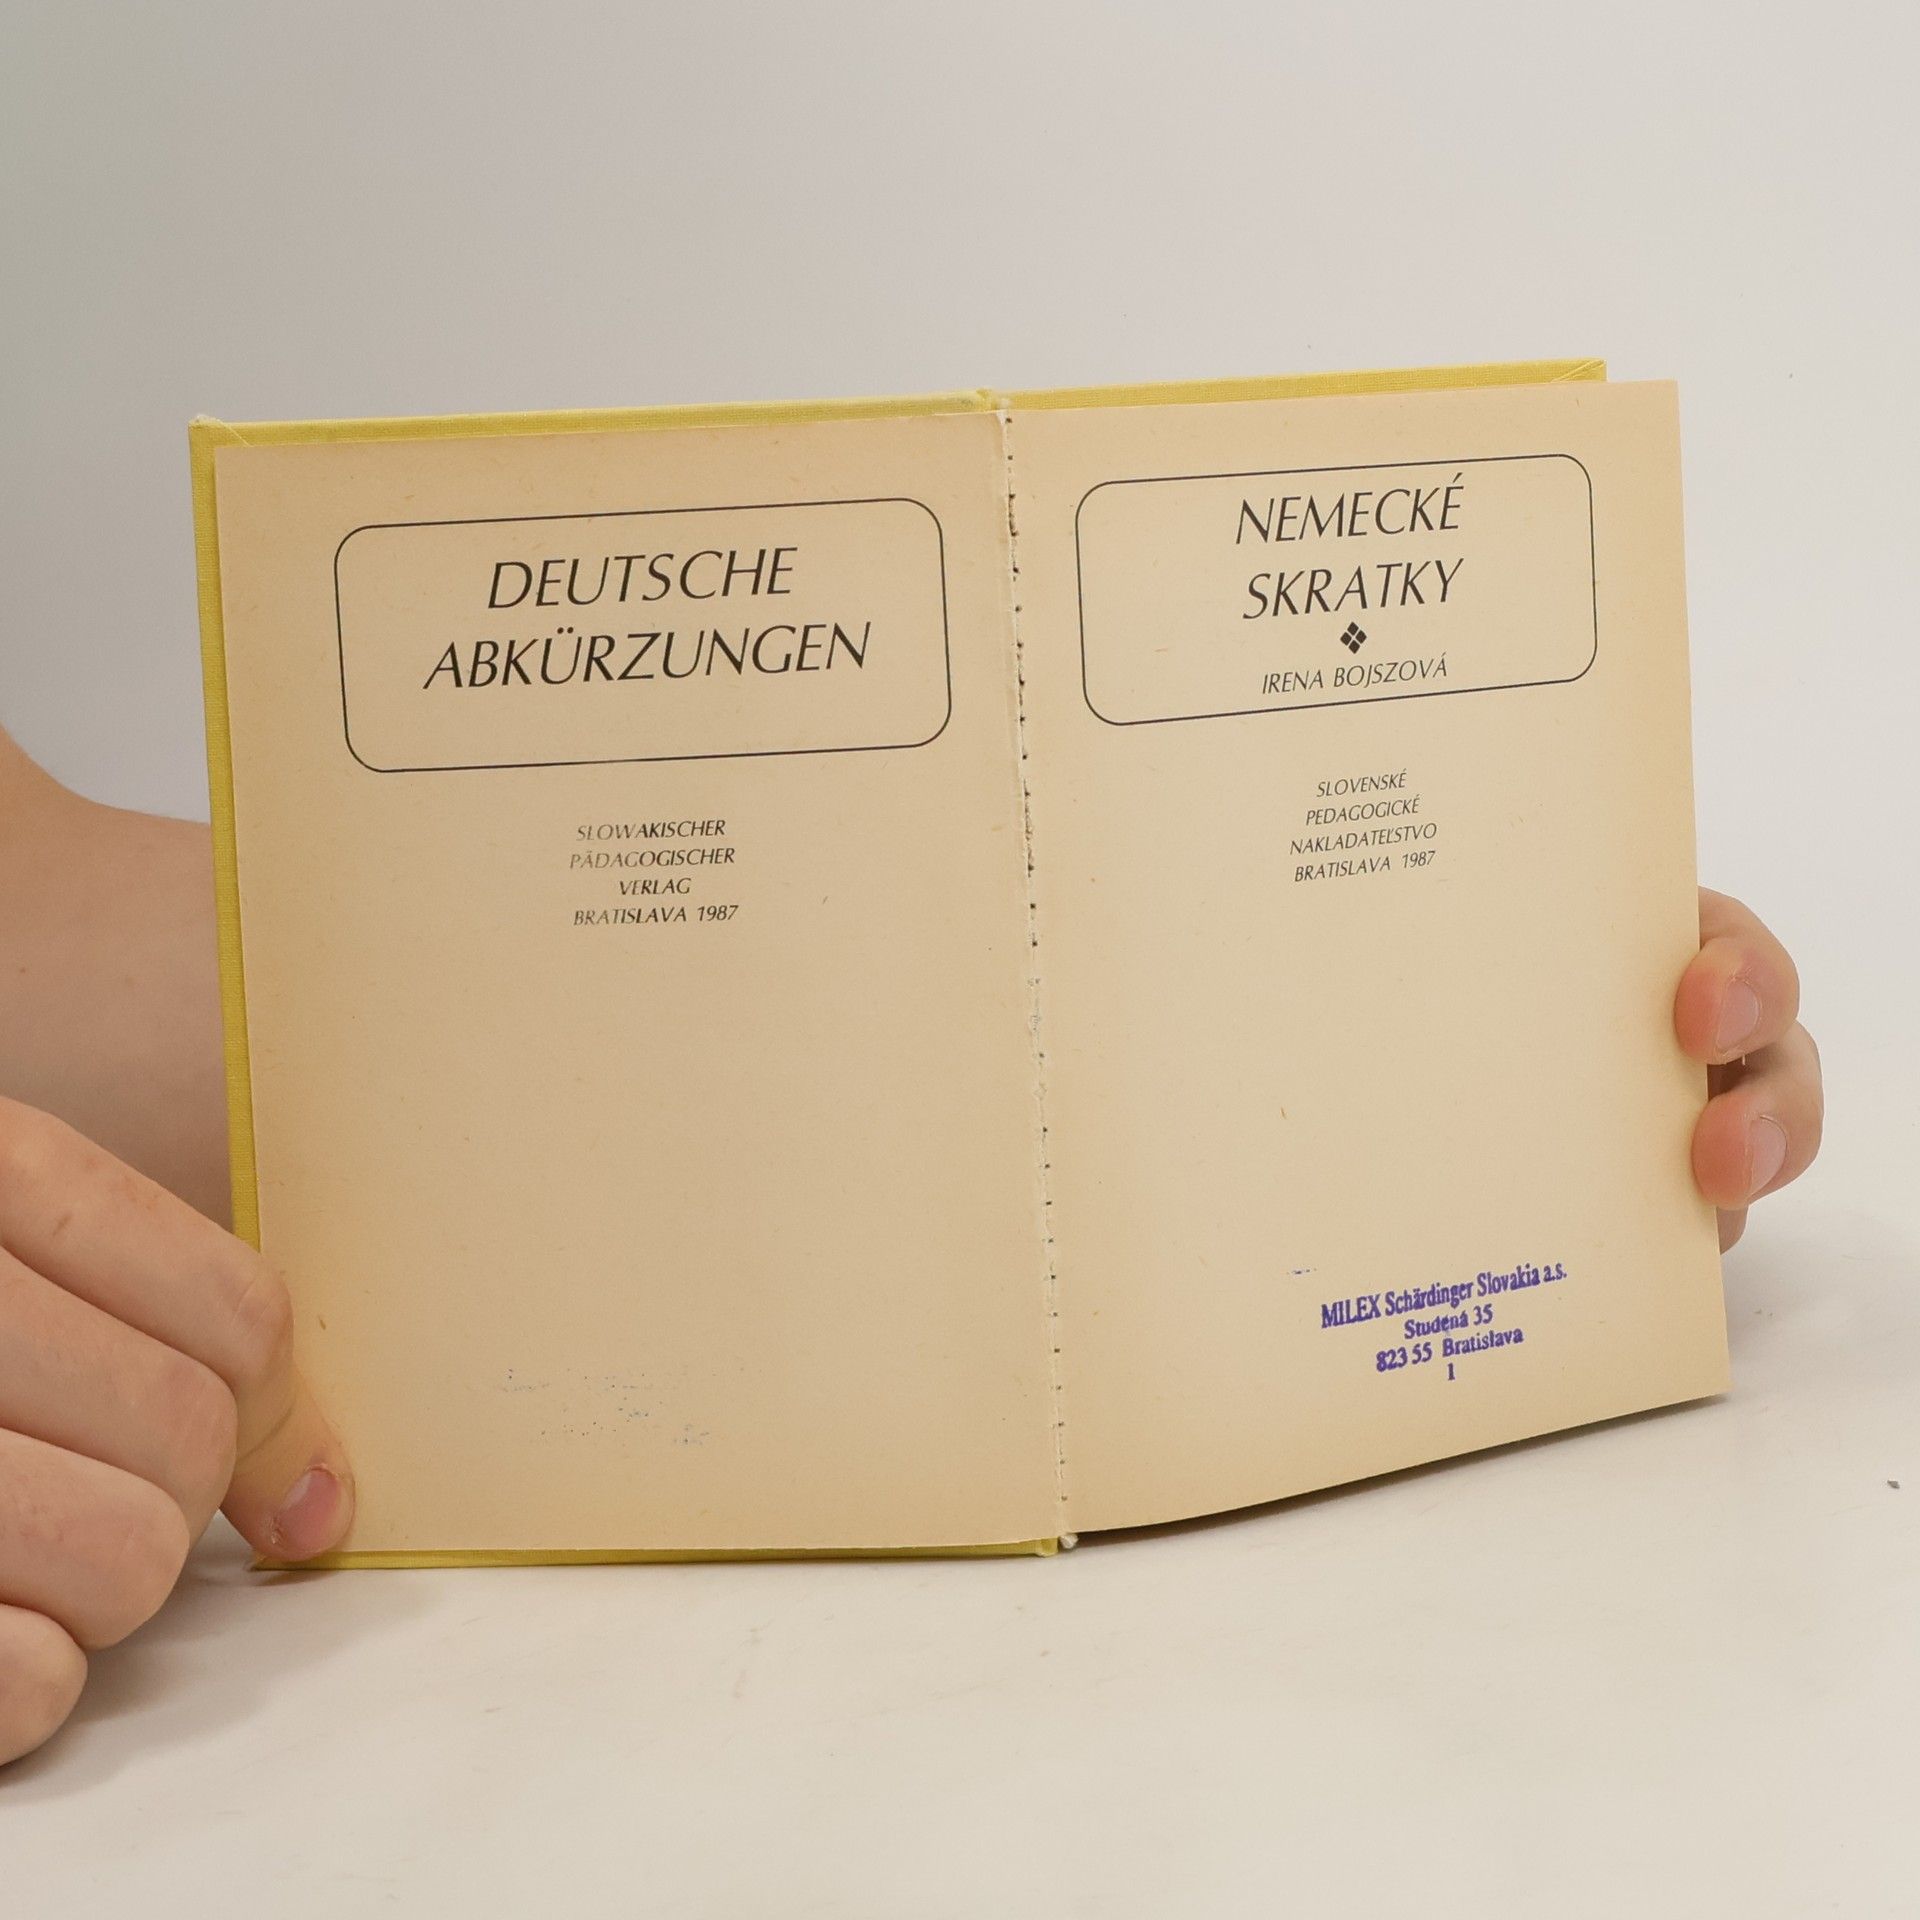 DEUTSCHE
ABKÜRZUNGEN
SLOWAKISCHER
PÄDAGOGISCHER
VERLAG
BRATISLAVA 1987
NEMECKÉ
SKRATKY
IRENA BOJSZOVÁ
SLOVENSKÉ
PEDAGOGICKÉ
NAKLADATEĽSTVO
BRATISLAVA 1987
MILEX Schärdinger Slovakia a.s.
Studená 35
823 55 Bratislava
1